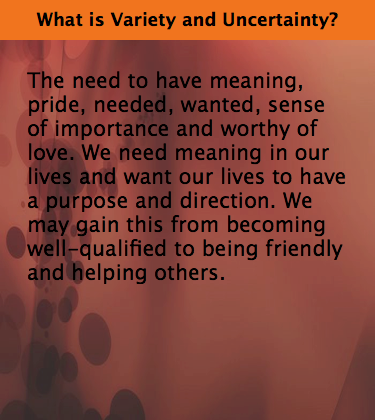 What is Variety and Uncertainty?
The need to have meaning,
pride, needed, wanted, sense
of importance and worthy of
love. We need meaning in our
lives and want our lives to have
a purpose and direction. We
may gain this from becoming
well-qualified to being friendly
and helping others.